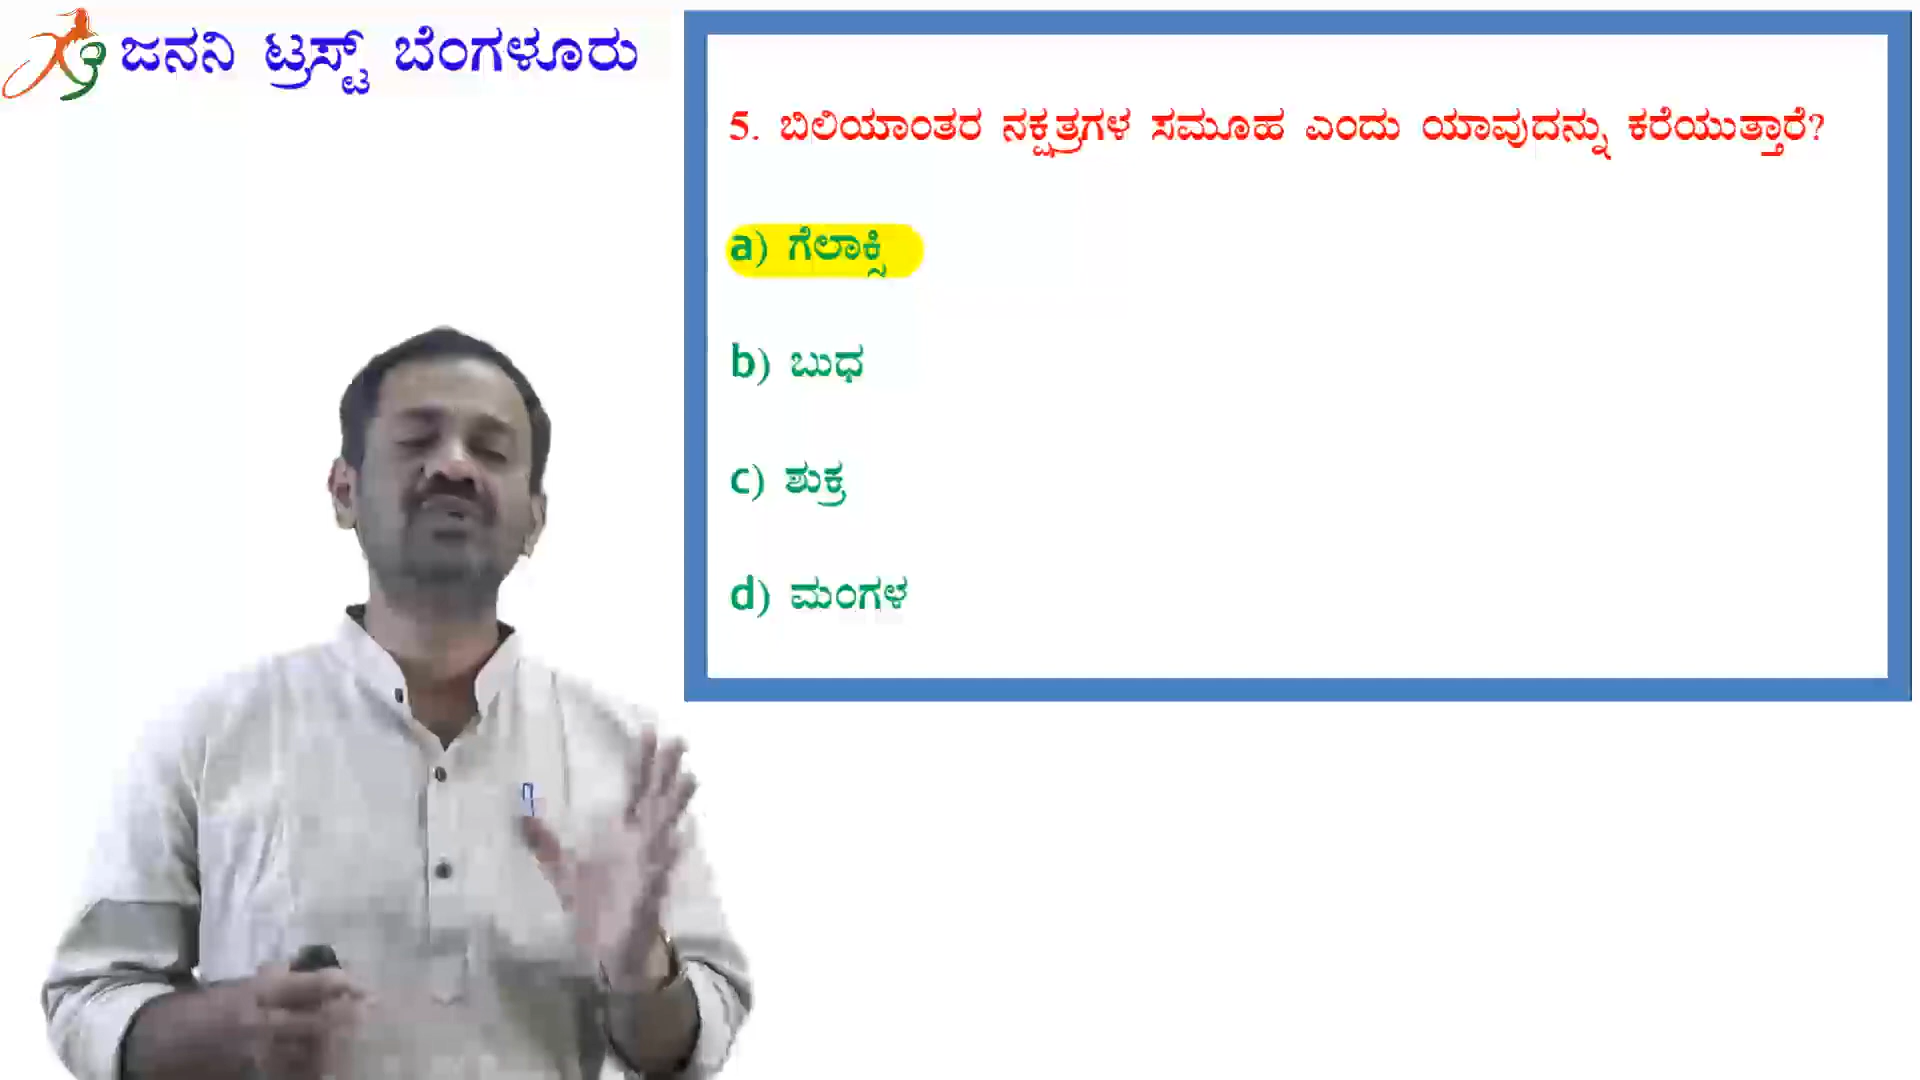 ಜನನಿ ಟ್ರಸ್ಟ್ ಬೆಂಗಳೂರು
5. ಬಿಲಿಯಾಂತರ ನಕ್ಷತ್ರಗಳ ಸಮೂಹ ಎಂದು ಯಾವುದನ್ನು ಕರೆಯುತ್ತಾರೆ?
a) ಗೆಲಾಕ್ಸಿ
b) ಬುಧ
c) ಶುಕ್ರ
d) ಮಂಗಳ